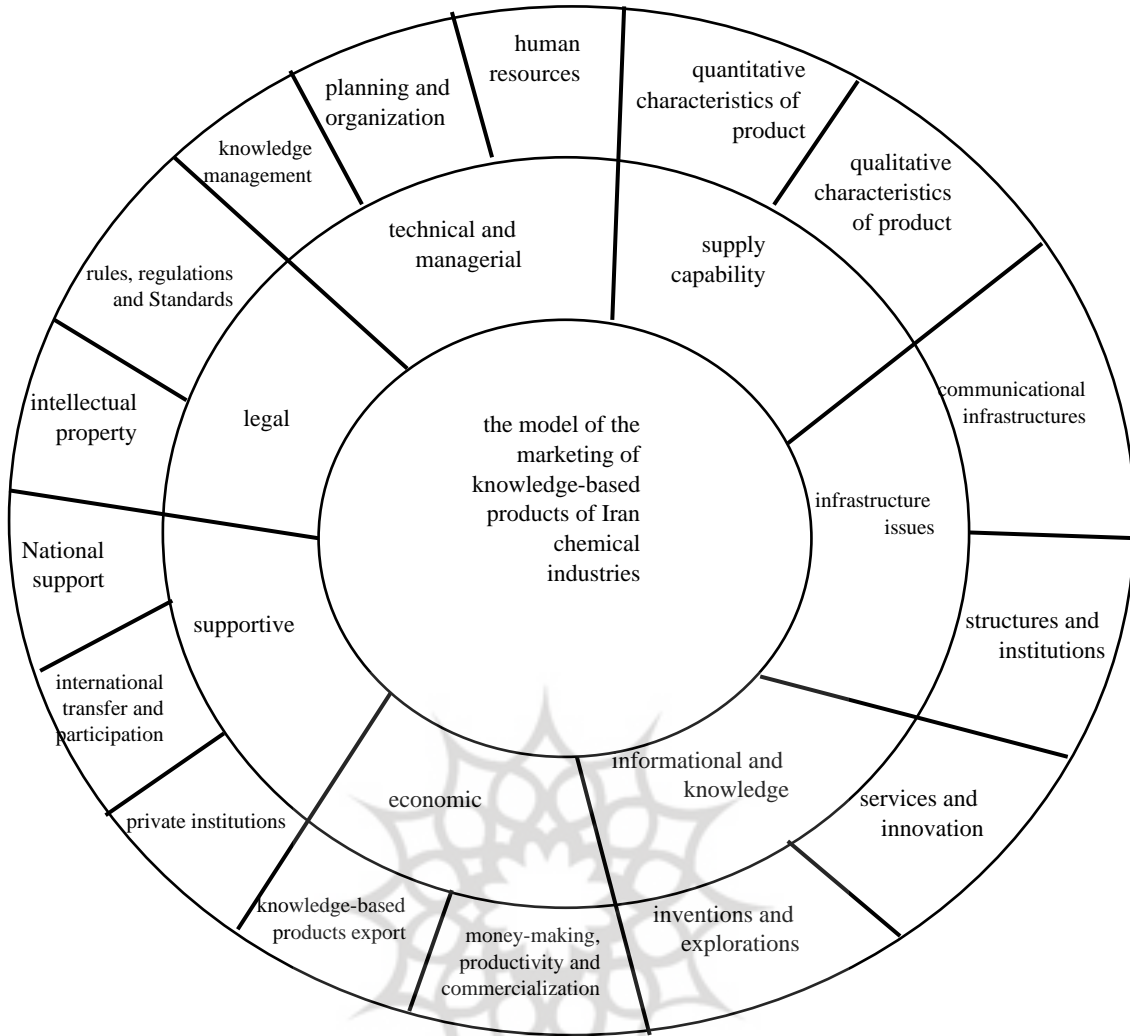 human
resources
quantitative
characteristics of
product
qualitative
characteristics
of product
communicational
infrastructures
structures and
institutions
services and
innovation
inventions and
explorations
money-making,
productivity and
commercialization
knowledge-based
products export
private institutions
international
transfer and
participation
National
support
intellectual
property
rules, regulations
and Standards
knowledge
management
planning and
organization
technical and
managerial
supply
capability
infrastructure
issues
informational and
knowledge
economic
supportive
legal
the model of the
marketing of
knowledge-based
products of Iran
chemical
industries